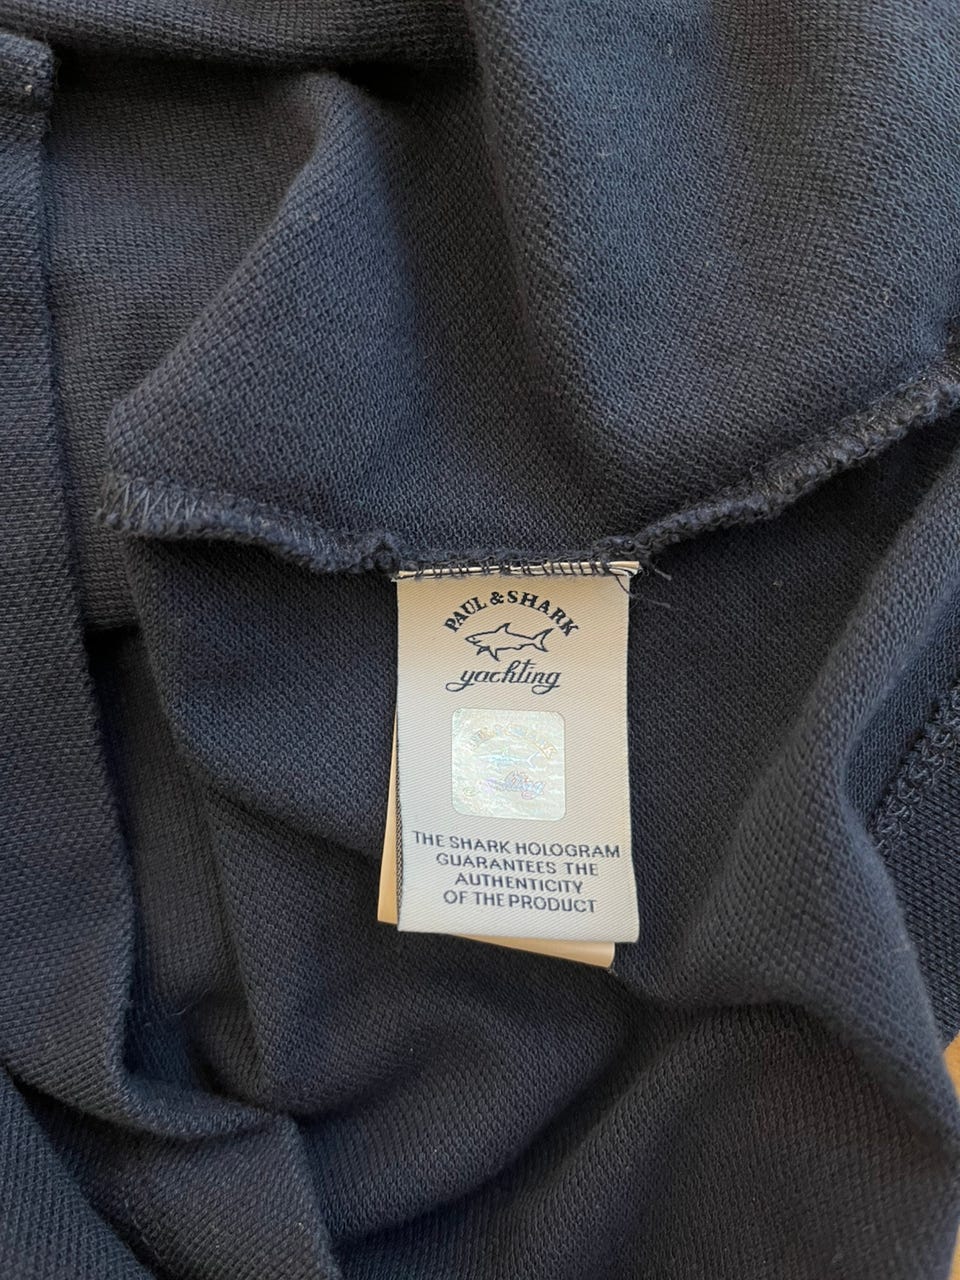 PAUL & SHARK
yachting
THE SHARK HOLOGRAM
GUARANTEES THE
AUTHENTICITY
OF THE PRODUCT